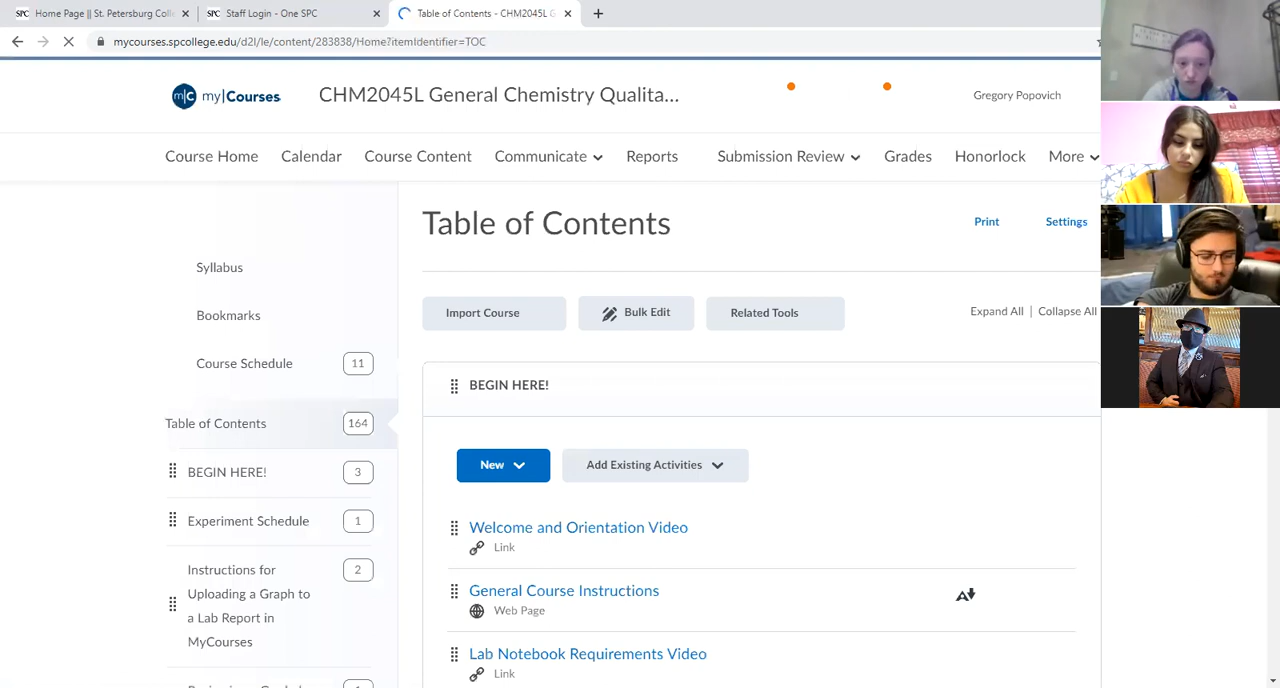 Home Page || St. Petersburg Coll
Staff Login - One SPC
Table of Contents - CHM2045L G
mycourses.spcollege.edu/d2l/le/content/283838/Home?itemIdentifier=TOC
mC my|Courses
CHM2045L General Chemistry Qualita...
Gregory Popovich
Course Home
Calendar
Course Content
Communicate
Reports
Submission Review
Grades
Honorlock
More
Syllabus
Bookmarks
Course Schedule 11
Table of Contents 164
BEGIN HERE! 3
Experiment Schedule 1
Instructions for 2
Uploading a Graph to
a Lab Report in
MyCourses
Table of Contents
Print
Settings
Import Course
Bulk Edit
Related Tools
Expand All | Collapse All
BEGIN HERE!
New
Add Existing Activities
Welcome and Orientation Video
Link
General Course Instructions
Web Page
Lab Notebook Requirements Video
Link